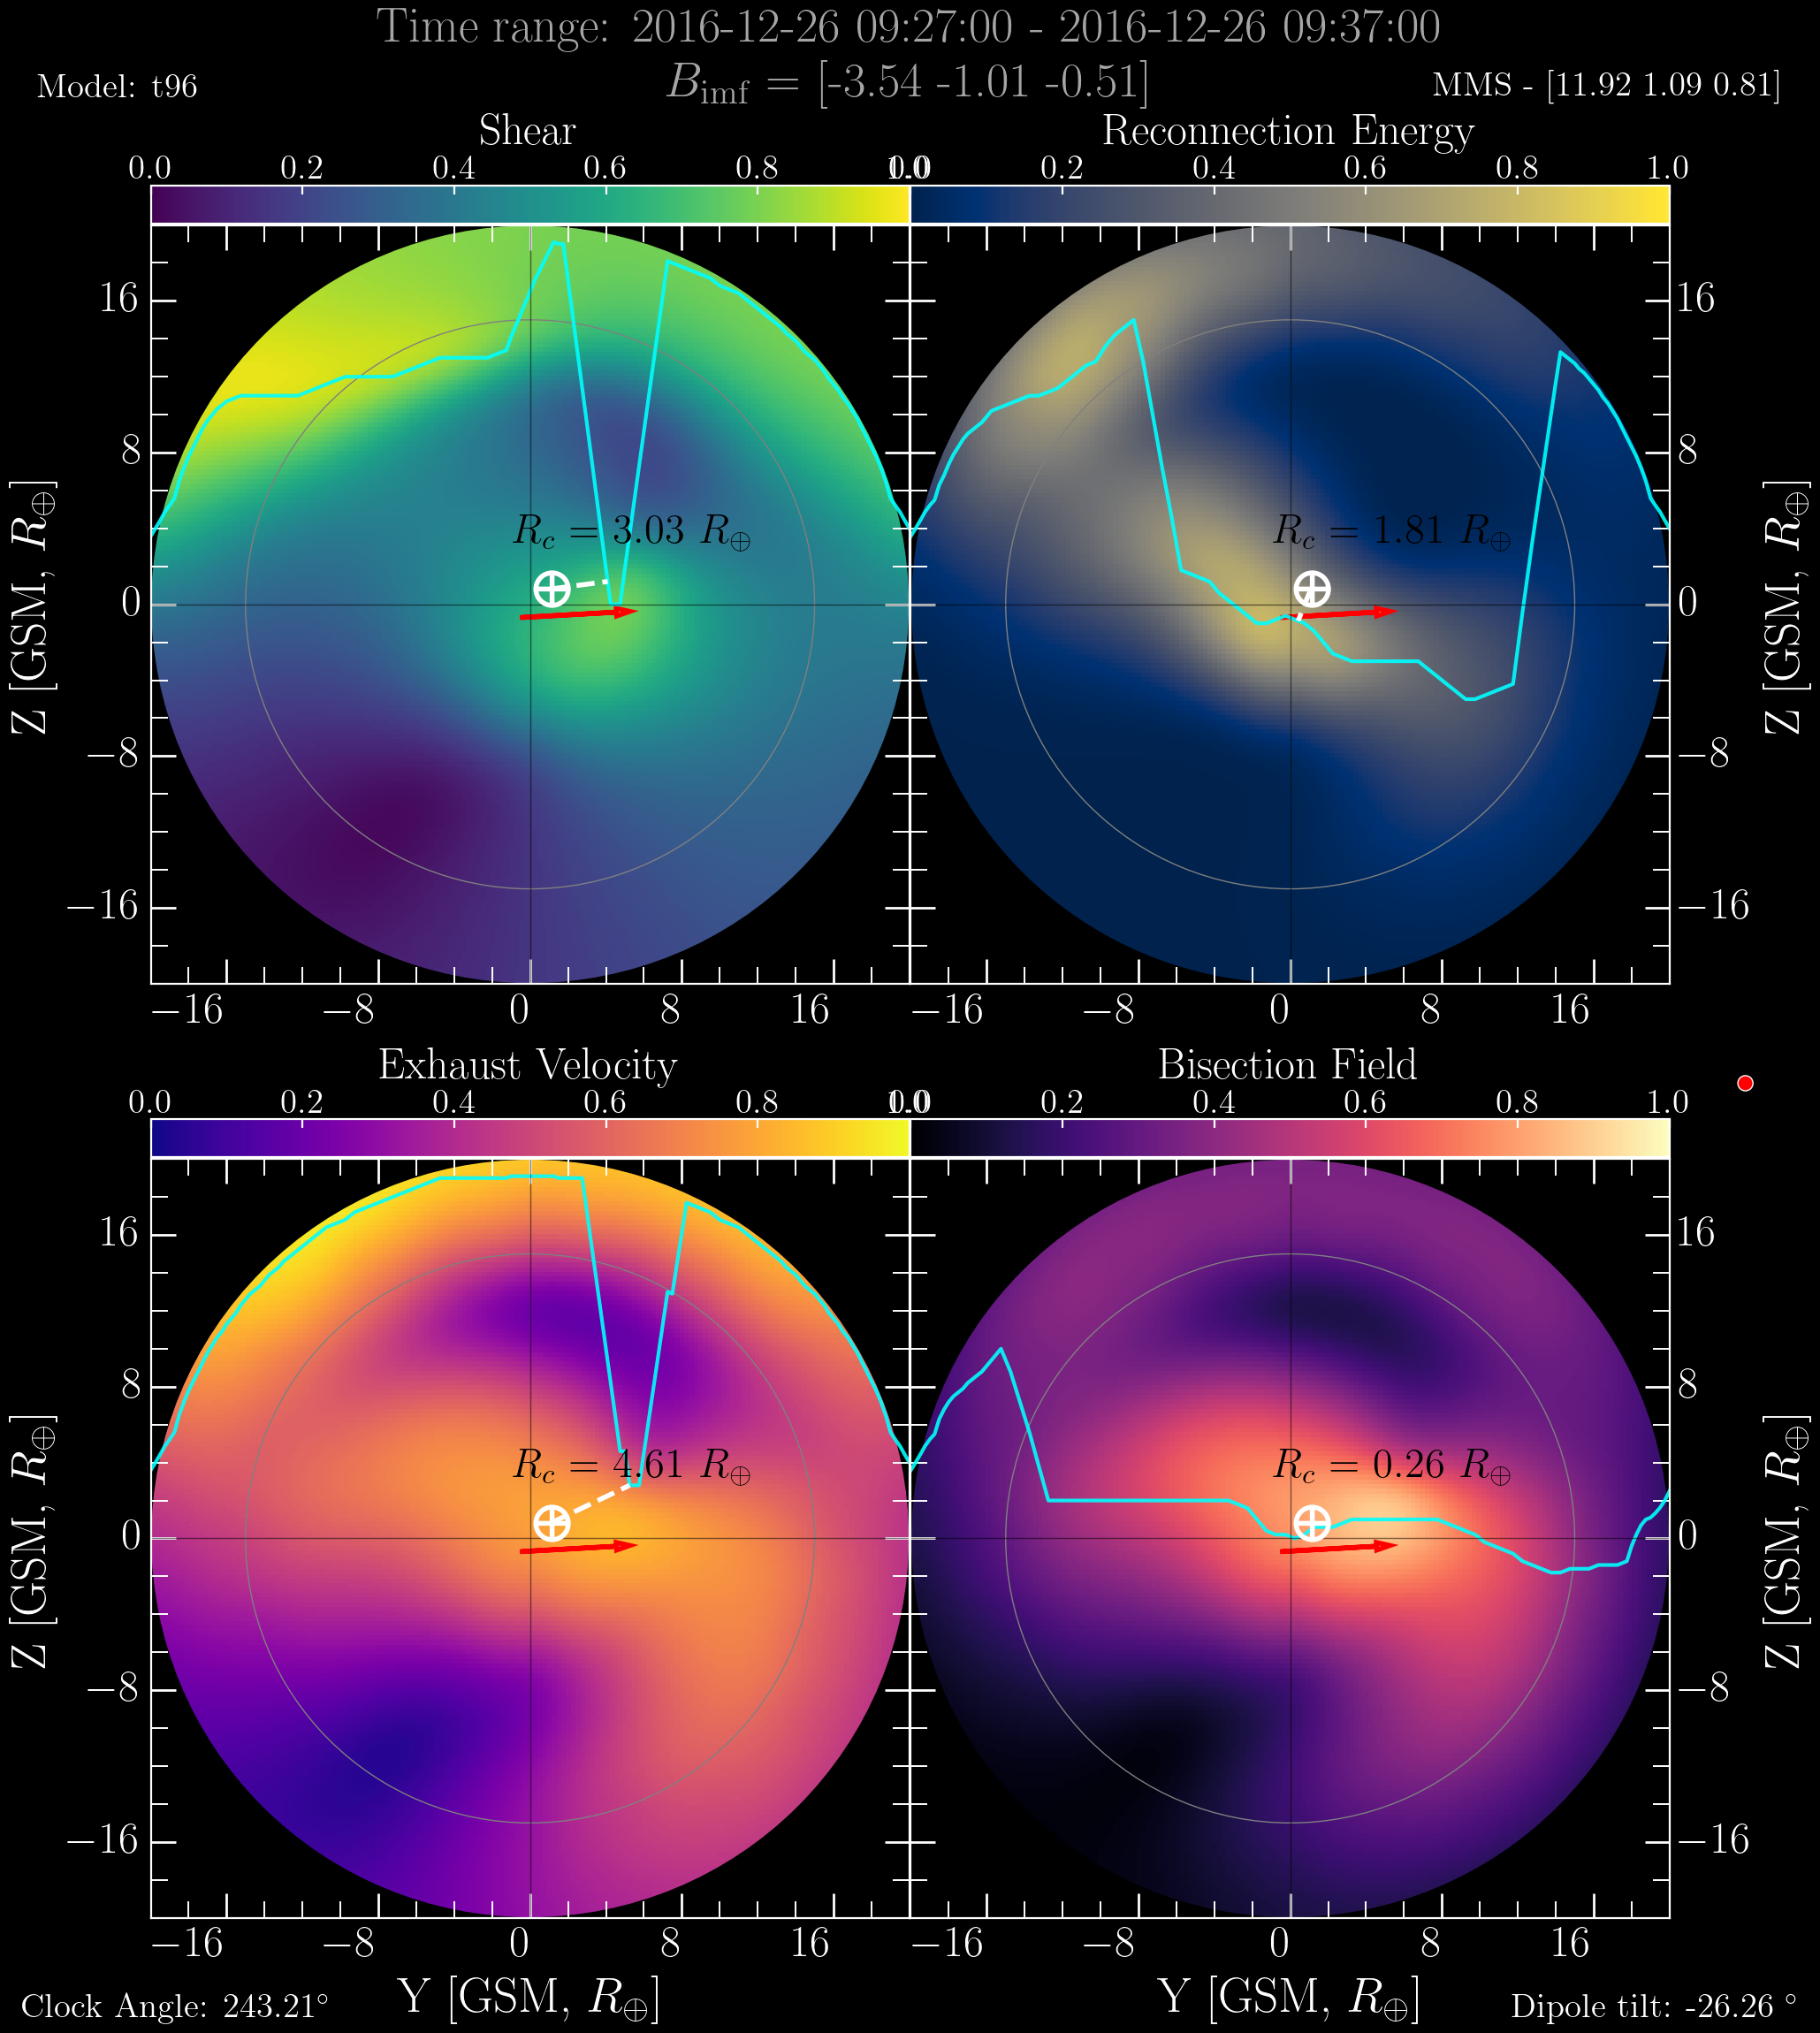 Time range: 2016-12-26 09:27:00 - 2016-12-26 09:37:00
Model: t96
B_imf = [-3.54 -1.01 -0.51]
MMS - [11.92 1.09 0.81]
Shear
Reconnection Energy
0.0 0.2 0.4 0.6 0.8 1.0
0.0 0.2 0.4 0.6 0.8 1.0
16
8
0
−8
−16
Z [GSM, R⊕]
R_c = 3.03 R⊕
R_c = 1.81 R⊕
16
8
0
−8
−16
Z [GSM, R⊕]
−16 −8 0 8 16
−16 −8 0 8 16
Exhaust Velocity
Bisection Field
0.0 0.2 0.4 0.6 0.8 1.0
0.0 0.2 0.4 0.6 0.8 1.0
16
8
0
−8
−16
Z [GSM, R⊕]
R_c = 4.61 R⊕
R_c = 0.26 R⊕
16
8
0
−8
−16
Z [GSM, R⊕]
−16 −8 0 8 16
−16 −8 0 8 16
Y [GSM, R⊕]
Y [GSM, R⊕]
Clock Angle: 243.21°
Dipole tilt: -26.26 °